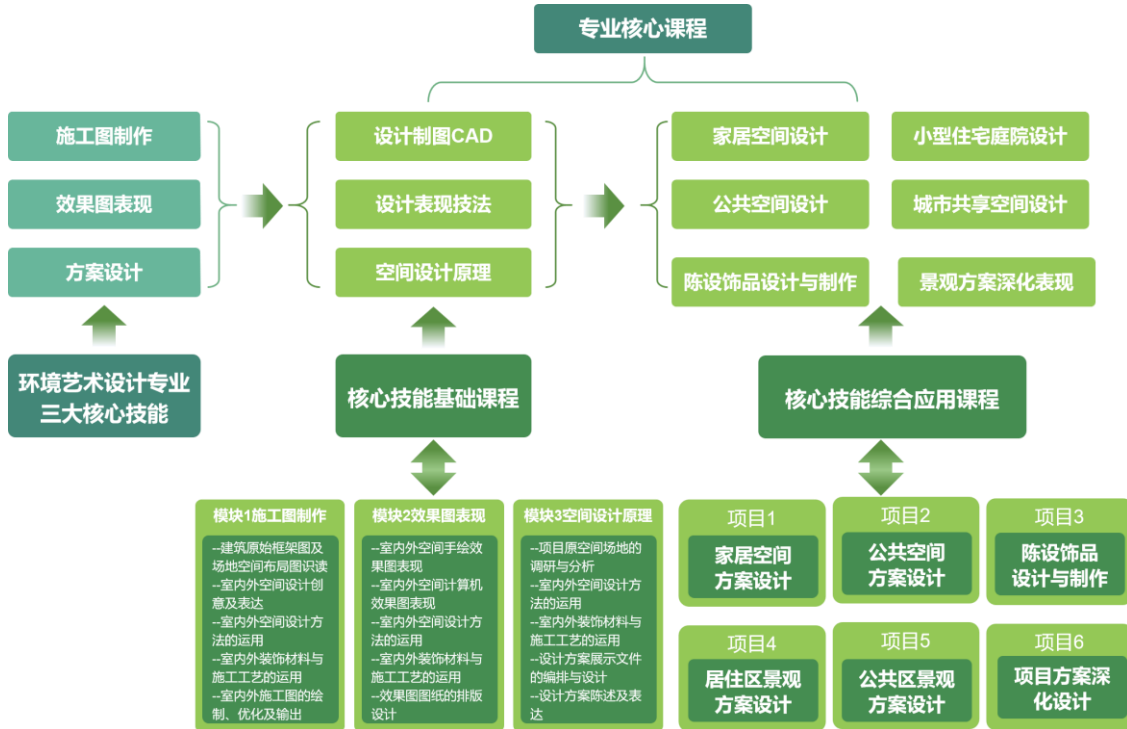 专业核心课程
施工图制作
效果图表现
方案设计
设计制图CAD
设计表现技法
空间设计原理
家居空间设计
小型住宅庭院设计
公共空间设计
城市共享空间设计
陈设饰品设计与制作
景观方案深化表现
环境艺术设计专业
三大核心技能
核心技能基础课程
核心技能综合应用课程
模块1施工图制作
--建筑原始框架图及
场地空间布局图识读
--室内外空间设计创
意及表达
--室内外空间设计方
法的运用
--室内外装饰材料与
施工工艺的运用
--室内外施工图的绘
制、优化及输出
模块2效果图表现
--室内外空间手绘效
果图表现
--室内外空间计算机
效果图表现
--室内外空间设计方
法的运用
--室内外装饰材料与
施工工艺的运用
--效果图图纸的排版
设计
模块3空间设计原理
--项目原空间场地的
调研与分析
--室内外空间设计方
法的运用
--室内外装饰材料与
施工工艺的运用
--设计方案展示文件
的编排与设计
--设计方案陈述及表
达
项目1
家居空间
方案设计
项目2
公共空间
方案设计
项目3
陈设饰品
设计与制作
项目4
居住区景观
方案设计
项目5
公共区景观
方案设计
项目6
项目方案深
化设计